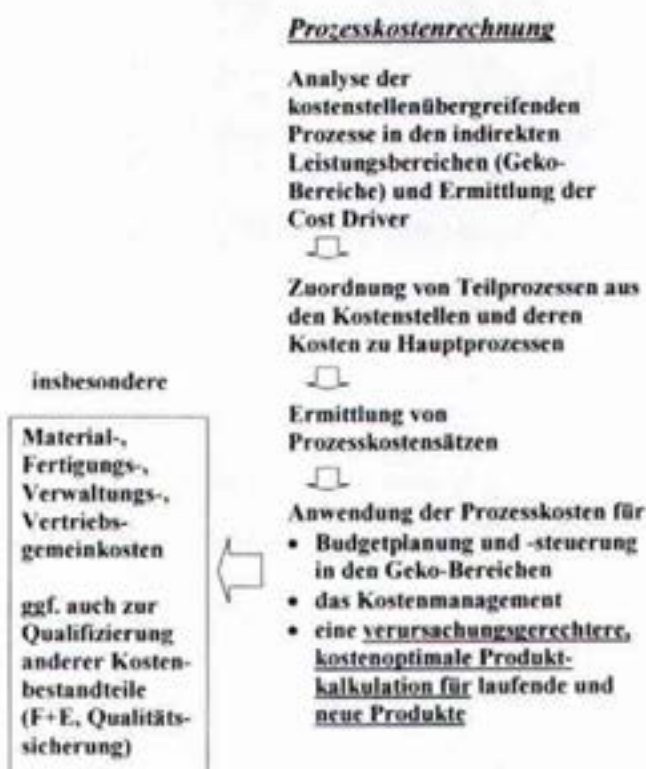 Prozesskostenrechnung
Analyse der
kostenstellenübergreifenden
Prozesse in den indirekten
Leistungsbereichen (Geko-
Bereiche) und Ermittlung der
Cost Driver
Zuordnung von Teilprozessen aus
den Kostenstellen und deren
Kosten zu Hauptprozessen
Ermittlung von
Prozesskostensätzen
Anwendung der Prozesskosten für
• Budgetplanung und -steuerung
in den Geko-Bereichen
• das Kostenmanagement
• eine verursachungsgerechtere,
kostenoptimale Produkt-
kalkulation für laufende und
neue Produkte
insbesondere
Material-,
Fertigungs-,
Verwaltungs-,
Vertriebs-
gemeinkosten
ggf. auch zur
Qualifizierung
anderer Kosten-
bestandteile
(F+E, Qualitäts-
sicherung)